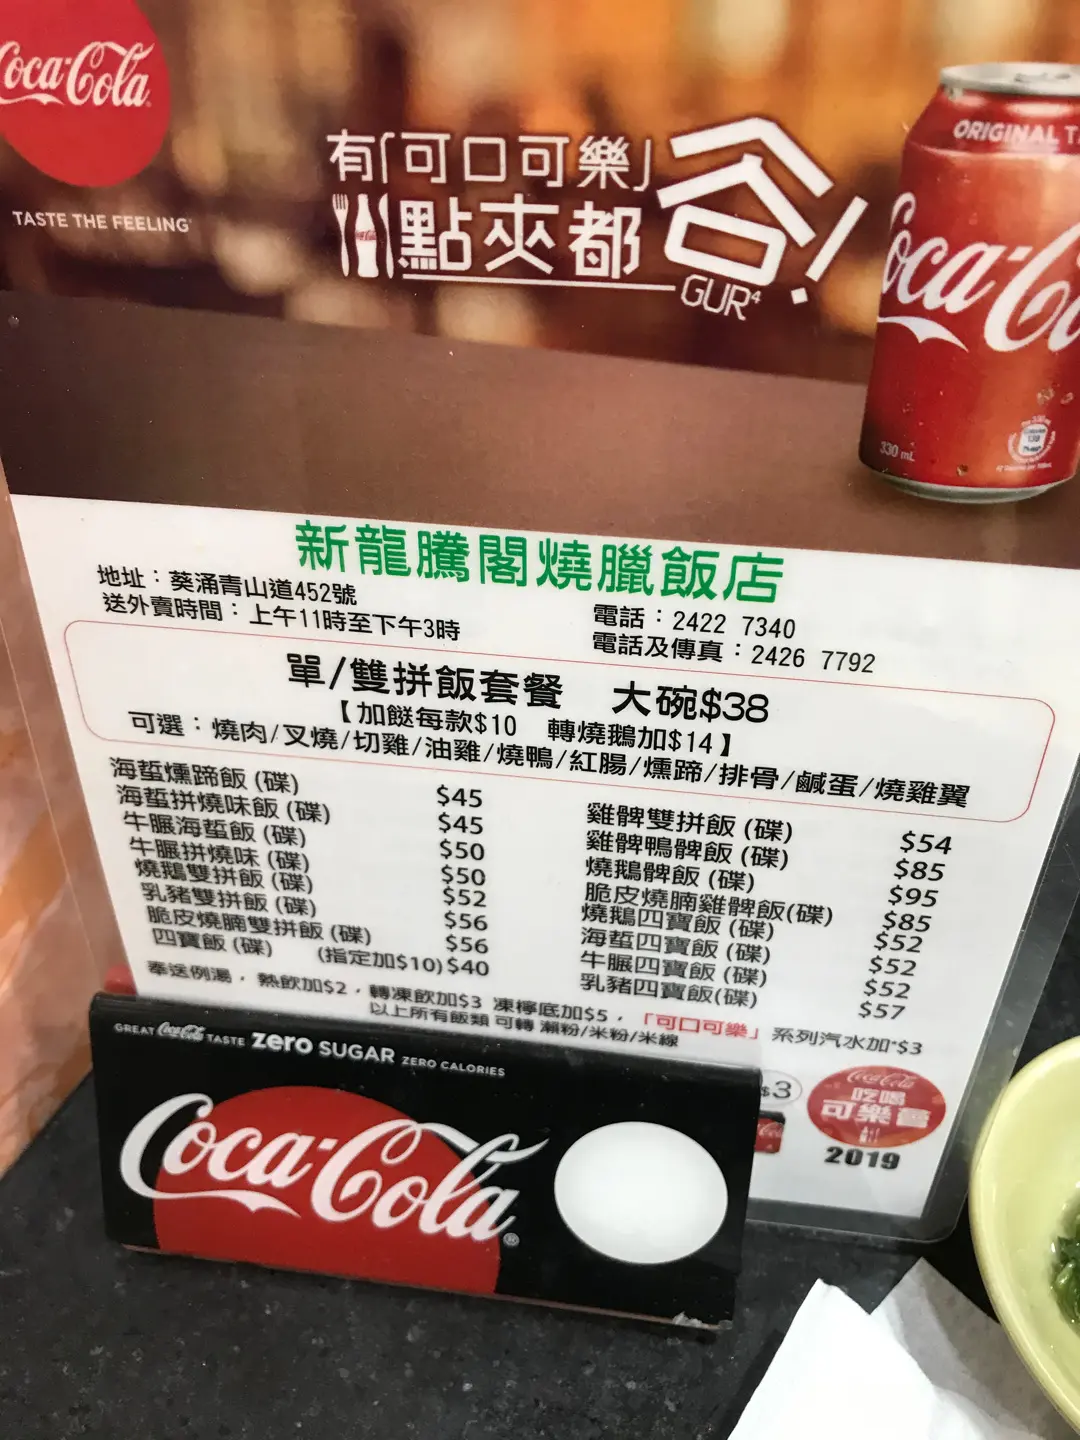 Coca-Cola
TASTE THE FEELING
有「可口可樂」
點夾都
啱!
GUR⁴
ORIGINAL T
Coca-Co
330 mL
新龍騰閣燒臘飯店
地址：葵涌青山道452號
送外賣時間：上午11時至下午3時
電話：2422 7340
電話及傳真：2426 7792
單/雙拼飯套餐 大碗$38
【加餸每款$10 轉燒鵝加$14】
可選：燒肉/叉燒/切雞/油雞/燒鴨/紅腸/燻蹄/排骨/鹹蛋/燒雞翼
海蜇燻蹄飯(碟) $45
海蜇拼燒味飯(碟) $45
牛𦟌海蜇飯(碟) $50
牛𦟌拼燒味(碟) $50
燒鵝雙拼飯(碟) $52
乳豬雙拼飯(碟) $56
脆皮燒腩雙拼飯(碟) $56
四寶飯(碟) (指定加$10) $40
雞髀雙拼飯(碟) $54
雞髀鴨髀飯(碟) $85
燒鵝髀飯(碟) $95
脆皮燒腩雞髀飯(碟) $85
燒鵝四寶飯(碟) $52
海蜇四寶飯(碟) $52
牛𦟌四寶飯(碟) $52
乳豬四寶飯(碟) $57
奉送例湯，熱飲加$2，轉凍飲加$3 凍檸底加$5，「可口可樂」系列汽水加$3
以上所有飯類 可轉 瀨粉/米粉/米線
GREAT Coca-Cola TASTE zero SUGAR ZERO CALORIES
Coca-Cola
$3
Coca-Cola
吃喝
可樂薈
2019